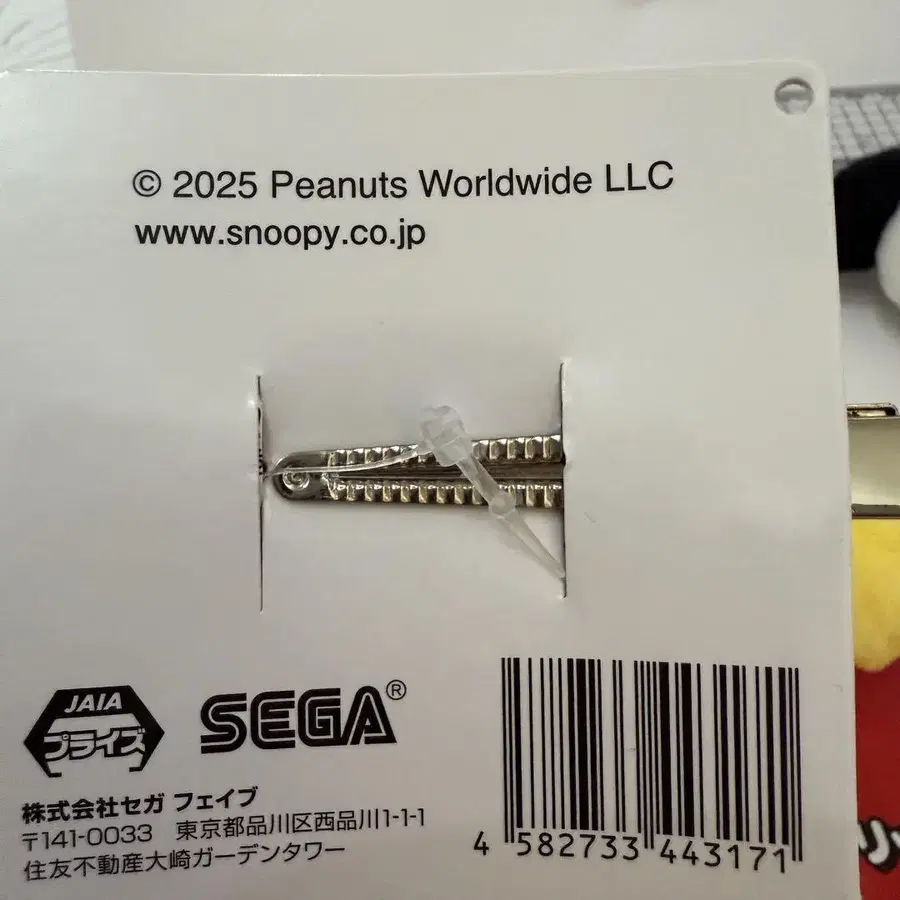 © 2025 Peanuts Worldwide LLC
www.snoopy.co.jp
JAIA
プライズ
SEGA®
株式会社セガ フェイブ
〒141-0033 東京都品川区西品川1-1-1
住友不動産大崎ガーデンタワー
4 582733 443171
リッ